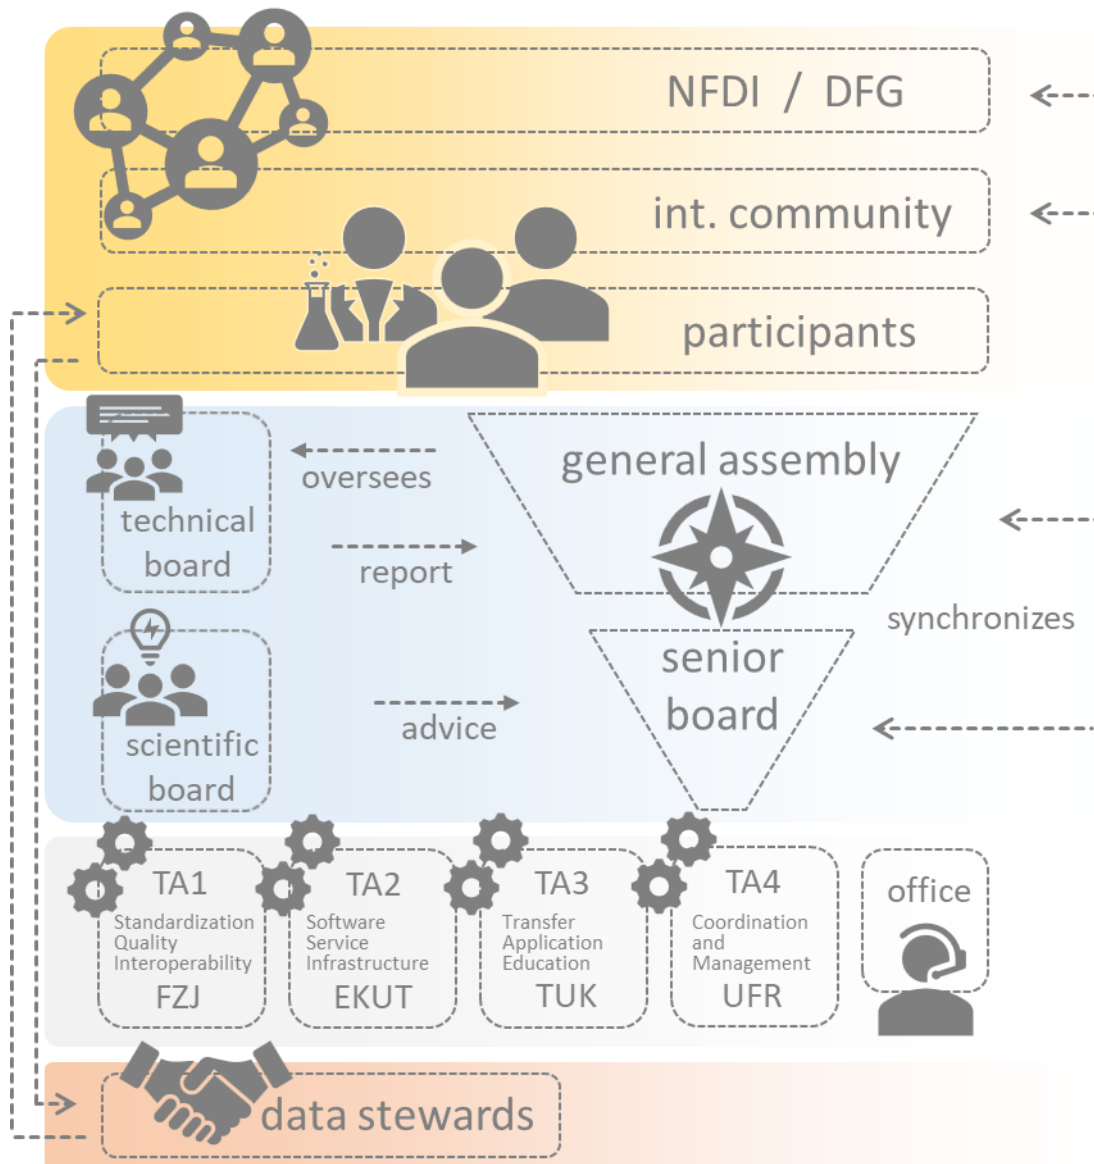 NFDI / DFG
int. community
participants
general assembly
oversees
technical
board
report
synchronizes
senior
board
advice
scientific
board
TA1
Standardization
Quality
Interoperability
FZJ
TA2
Software
Service
Infrastructure
EKUT
TA3
Transfer
Application
Education
TUK
TA4
Coordination
and
Management
UFR
office
data stewards